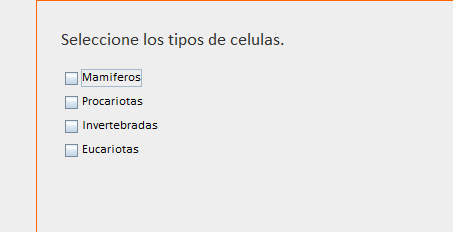 Seleccione los tipos de celulas.
Mamiferos
Procariotas
Invertebradas
Eucariotas